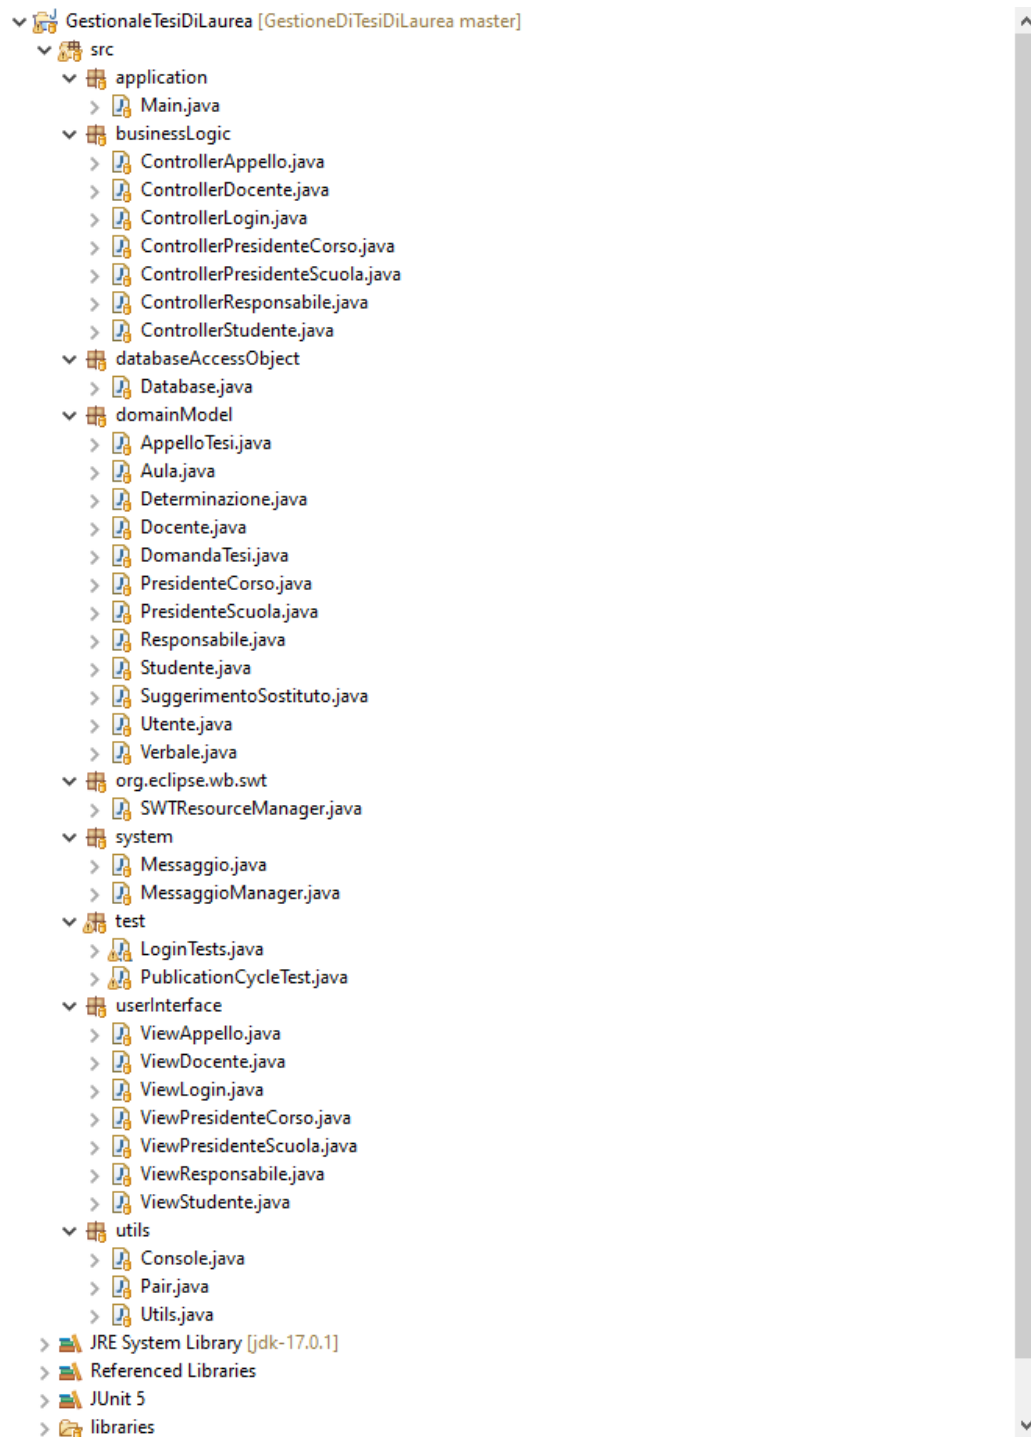 GestionaleTesiDiLaurea [GestioneDiTesiDiLaurea master]
src
application
Main.java
businessLogic
ControllerAppello.java
ControllerDocente.java
ControllerLogin.java
ControllerPresidenteCorso.java
ControllerPresidenteScuola.java
ControllerResponsabile.java
ControllerStudente.java
databaseAccessObject
Database.java
domainModel
AppelloTesi.java
Aula.java
Determinazione.java
Docente.java
DomandaTesi.java
PresidenteCorso.java
PresidenteScuola.java
Responsabile.java
Studente.java
SuggerimentoSostituto.java
Utente.java
Verbale.java
org.eclipse.wb.swt
SWTResourceManager.java
system
Messaggio.java
MessaggioManager.java
test
LoginTests.java
PublicationCycleTest.java
userInterface
ViewAppello.java
ViewDocente.java
ViewLogin.java
ViewPresidenteCorso.java
ViewPresidenteScuola.java
ViewResponsabile.java
ViewStudente.java
utils
Console.java
Pair.java
Utils.java
JRE System Library [jdk-17.0.1]
Referenced Libraries
JUnit 5
libraries